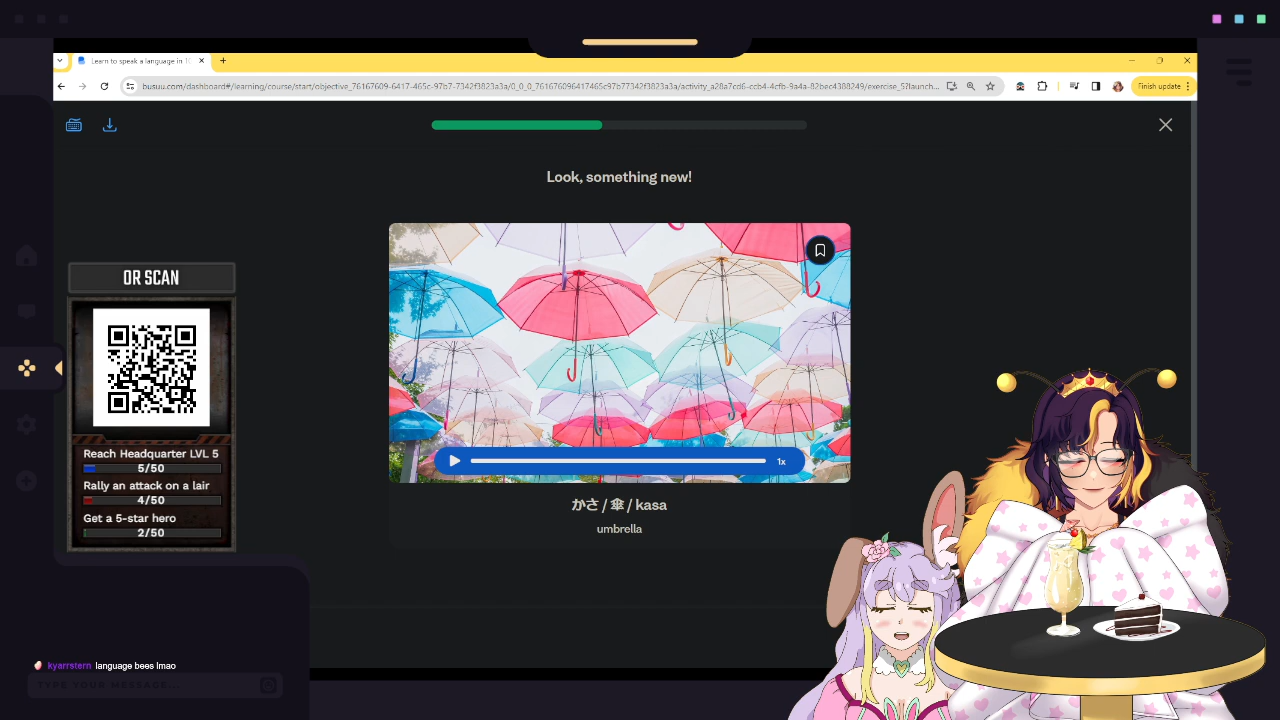 Learn to speak a language in 10
busuu.com/dashboard#/learning/course/start/objective_76167609-6417-465c-97b7-7342f3823a3a/0_0_0_761676096417465c97b77342f3823a3a/activity_a28a7cd6-ccb4-4cfb-9a4a-82bec4388249/exercise_5?launch...
Finish update
Look, something new!
OR SCAN
Reach Headquarter LVL 5
5/50
Rally an attack on a lair
4/50
Get a 5-star hero
2/50
1x
かさ / 傘 / kasa
umbrella
kyarrstern language bees lmao
TYPE YOUR MESSAGE...